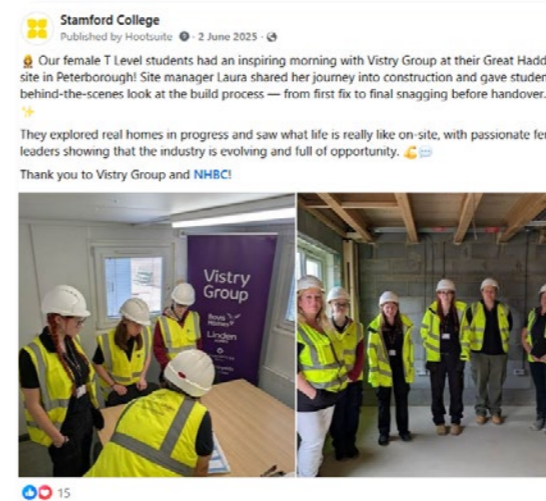 Stamford College
Published by Hootsuite · 2 June 2025 ·
Our female T Level students had an inspiring morning with Vistry Group at their Great Hadd
site in Peterborough! Site manager Laura shared her journey into construction and gave studen
behind-the-scenes look at the build process — from first fix to final snagging before handover.
They explored real homes in progress and saw what life is really like on-site, with passionate fe
leaders showing that the industry is evolving and full of opportunity.
Thank you to Vistry Group and NHBC!
Vistry
Group
Linden
15